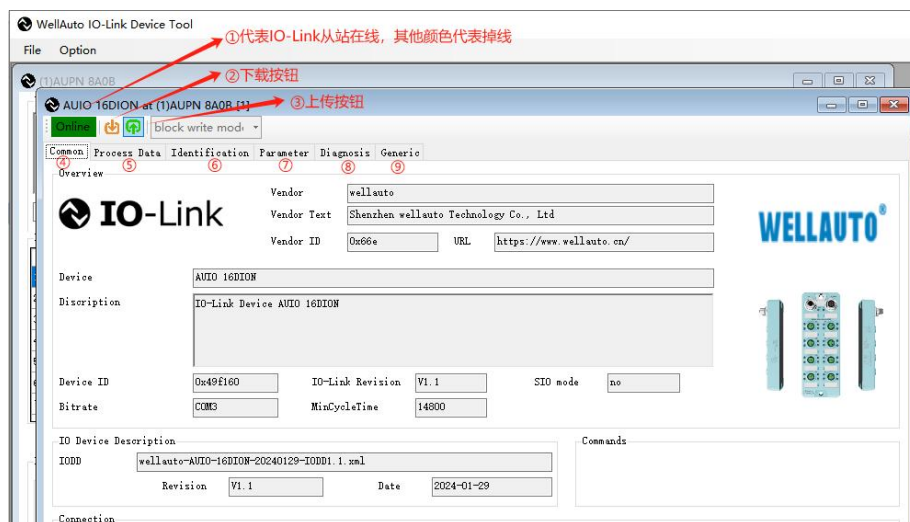 WellAuto IO-Link Device Tool
①代表IO-Link从站在线，其他颜色代表掉线
File Option
②下载按钮
(1)AUPN 8A0B
③上传按钮
AUIO 16DION at (1)AUPN 8A0B [1]
Online block write mod
Common Process Data Identification Parameter Diagnosis Generic
④ ⑤ ⑥ ⑦ ⑧ ⑨
Overview
Vendor wellauto
IO-Link
Vendor Text Shenzhen wellauto Technology Co., Ltd
WELLAUTO®
Vendor ID 0x66e URL https://www.wellauto.cn/
Device AUIO 16DION
Discription IO-Link Device AUIO 16DION
Device ID 0x49f160 IO-Link Revision V1.1 SIO mode no
Bitrate COM3 MinCycleTime 14800
IO Device Description Commands
IODD wellauto-AUIO-16DION-20240129-IODD1.1.xml
Revision V1.1 Date 2024-01-29
Connection